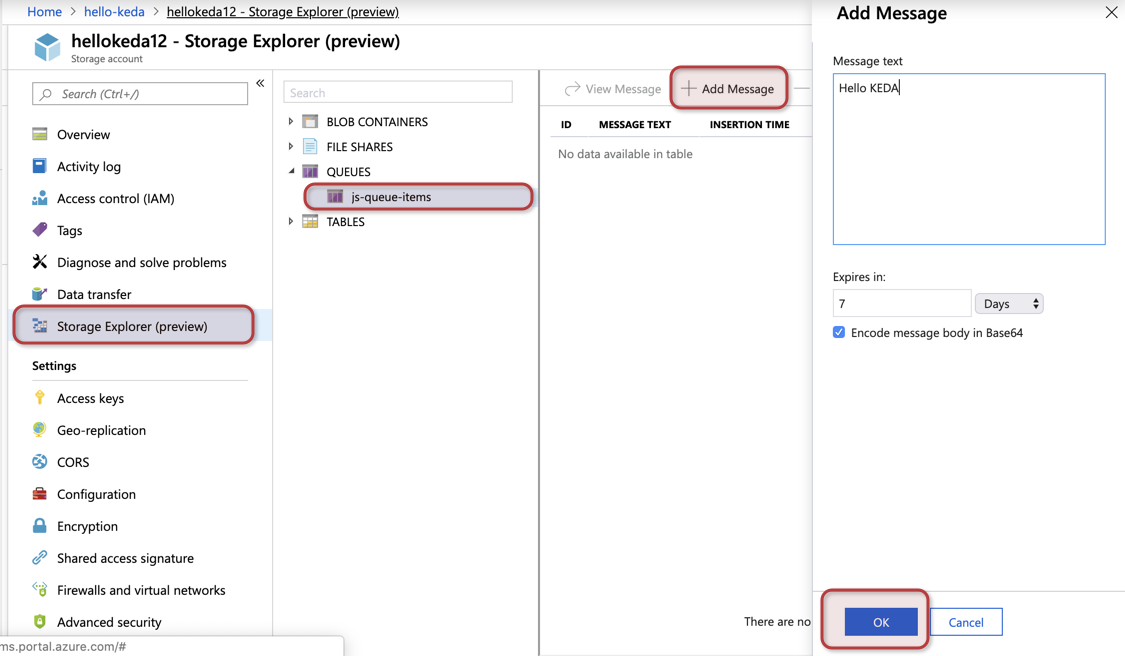 Home > hello-keda > hellokeda12 - Storage Explorer (preview)
hellokeda12 - Storage Explorer (preview)
Storage account
Search (Ctrl+/)
«
Overview
Activity log
Access control (IAM)
Tags
Diagnose and solve problems
Data transfer
Storage Explorer (preview)
Settings
Access keys
Geo-replication
CORS
Configuration
Encryption
Shared access signature
Firewalls and virtual networks
Advanced security
ms.portal.azure.com/#
Search
BLOB CONTAINERS
FILE SHARES
QUEUES
js-queue-items
TABLES
View Message
Add Message
ID MESSAGE TEXT INSERTION TIME
No data available in table
There are no
Add Message
Message text
Hello KEDA
Expires in:
7 Days
Encode message body in Base64
OK Cancel